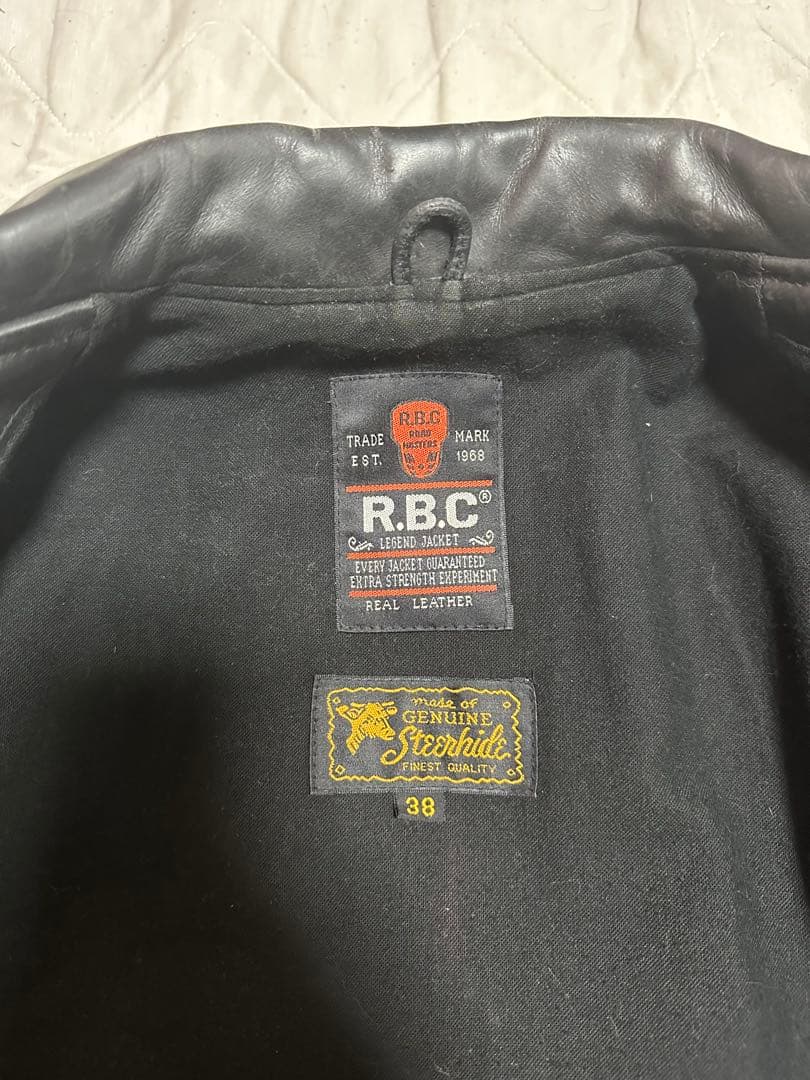 R.B.C
ROAD
MASTERS
TRADE MARK
EST. 1968
R.B.C®
LEGEND JACKET
EVERY JACKET GUARANTEED
EXTRA STRENGTH EXPERIMENT
REAL LEATHER
made of
GENUINE
Steerhide
FINEST QUALITY
38